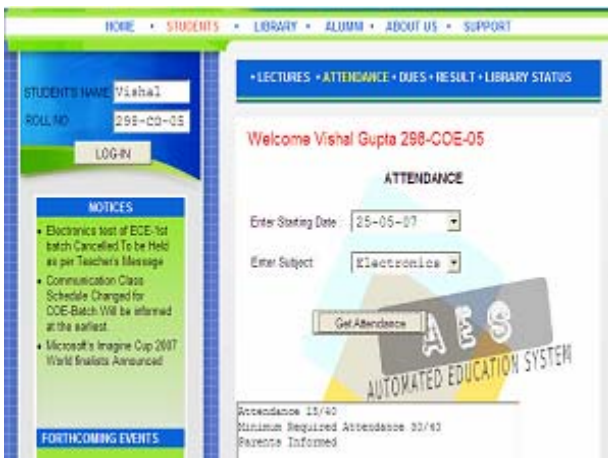 HOME • STUDENTS • LIBRARY • ALUMNI • ABOUT US • SUPPORT
STUDENT'S NAME Vishal
ROLL NO 298-CO-05
LOG-IN
NOTICES
• Electronics test of ECE-1st
batch Cancelled.To be Held
as per Teacher's Message
• Communication Class
Schedule Changed for
COE-Batch Will be informed
at the earliest.
• Microsoft's Imagine Cup 2007
World finalists Announced
FORTHCOMING EVENTS
• LECTURES • ATTENDANCE • DUES • RESULT • LIBRARY STATUS
Welcome Vishal Gupta 298-COE-05
ATTENDANCE
Enter Starting Date 25-05-07
Enter Subject Electronics
Get Attendance
AES
AUTOMATED EDUCATION SYSTEM
Attendance 15/40
Minimum Required Attendance 30/40
Parents Informed